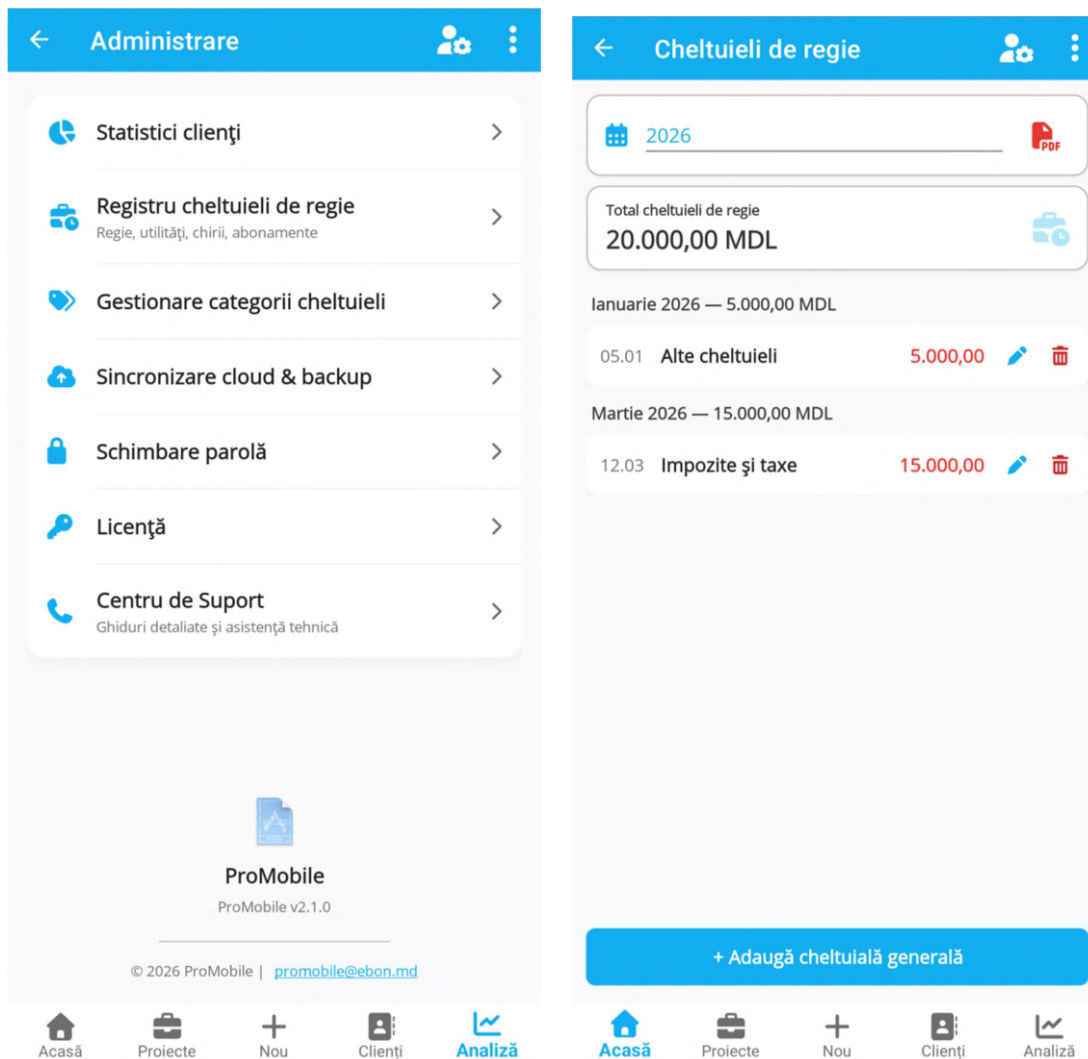 Administrare
Statistici clienți
Registru cheltuieli de regie
Regie, utilități, chirii, abonamente
Gestionare categorii cheltuieli
Sincronizare cloud & backup
Schimbare parolă
Licență
Centru de Suport
Ghiduri detaliate și asistență tehnică
ProMobile
ProMobile v2.1.0
© 2026 ProMobile | promobile@ebon.md
Acasă Proiecte Nou Clienți Analiză
Cheltuieli de regie
2026
PDF
Total cheltuieli de regie
20.000,00 MDL
Ianuarie 2026 — 5.000,00 MDL
05.01 Alte cheltuieli 5.000,00
Martie 2026 — 15.000,00 MDL
12.03 Impozite și taxe 15.000,00
+ Adaugă cheltuială generală
Acasă Proiecte Nou Clienți Analiză